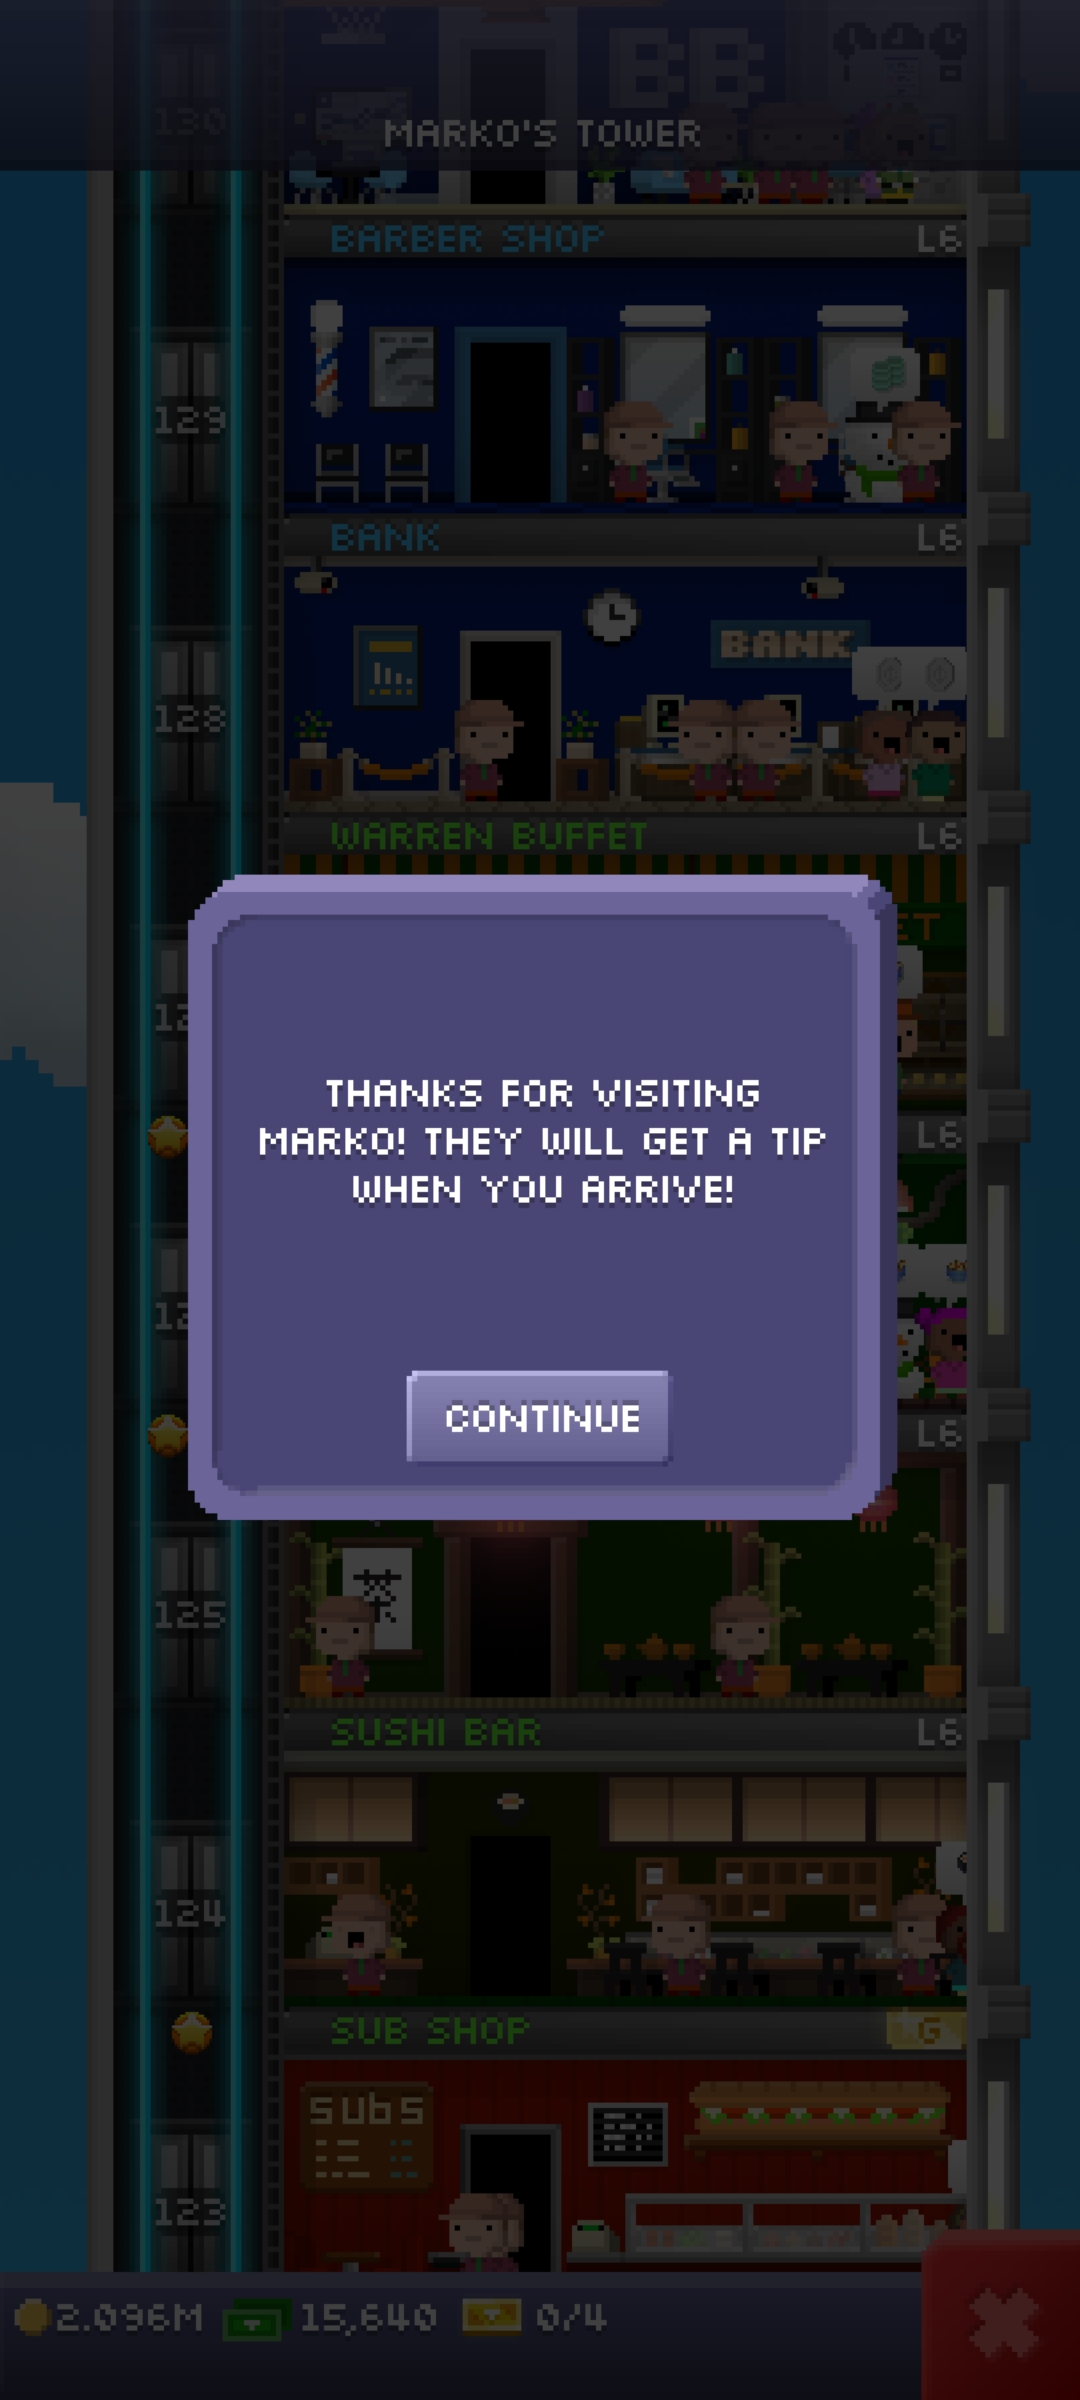 130
BB
MARKO'S TOWER
BARBER SHOP L6
129
BANK L6
BANK
128
WARREN BUFFET L6
ET
12
THANKS FOR VISITING
MARKO! THEY WILL GET A TIP
WHEN YOU ARRIVE!
L6
12
CONTINUE
L6
125
SUSHI BAR L6
124
SUB SHOP G
SUBS
123
2.096M 15,640 0/4